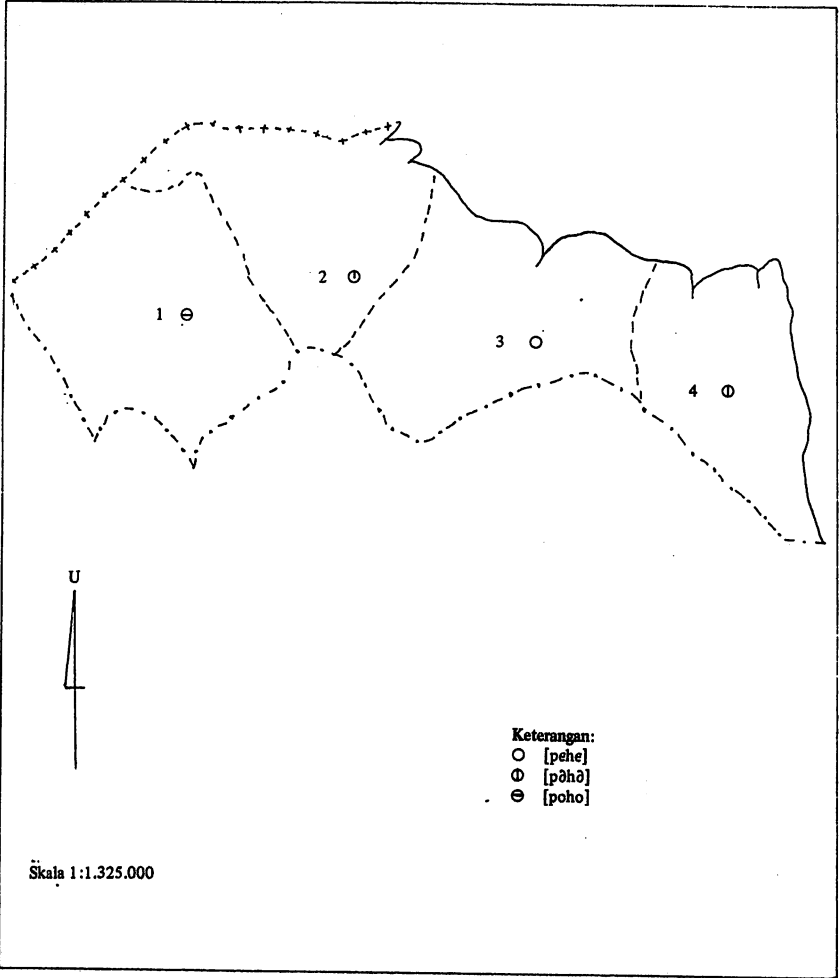 2
1
3
4
U
Keterangan:
[pehe]
[pəhə]
[poho]
Skala 1:1.325.000